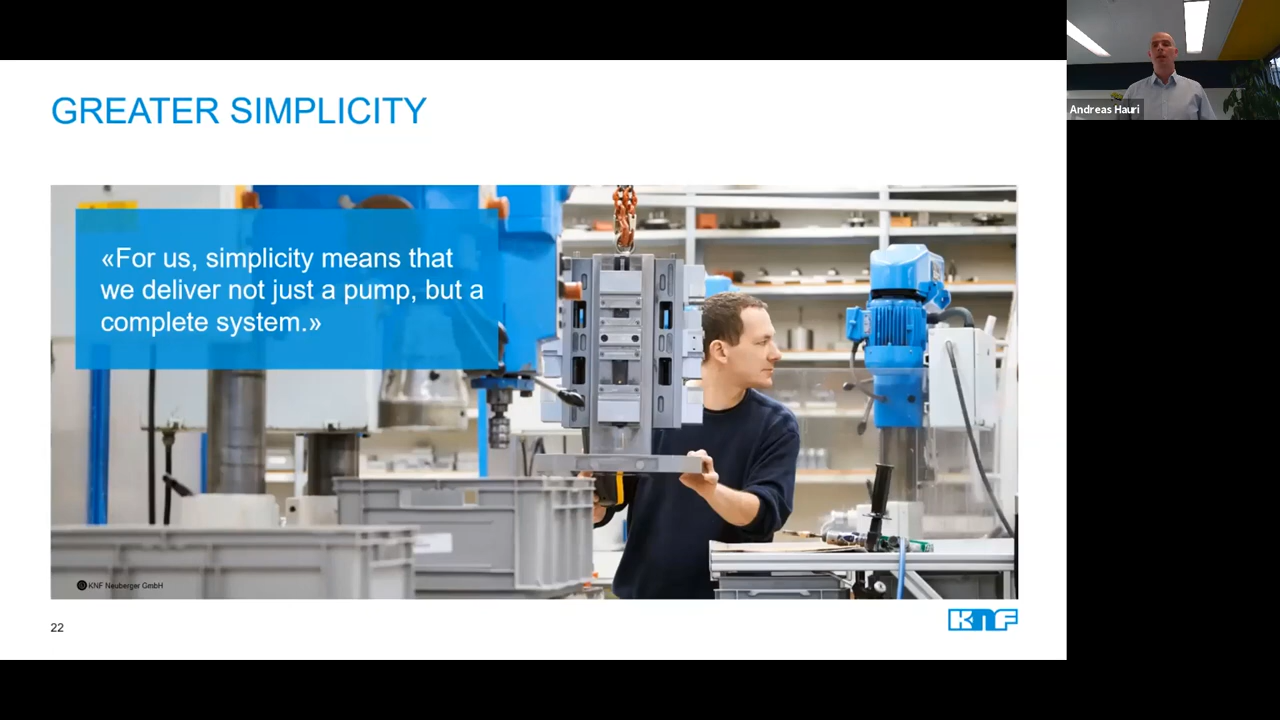 GREATER SIMPLICITY
Andreas Hauri
«For us, simplicity means that
we deliver not just a pump, but a
complete system.»
KNF Neuberger GmbH
22
KNF